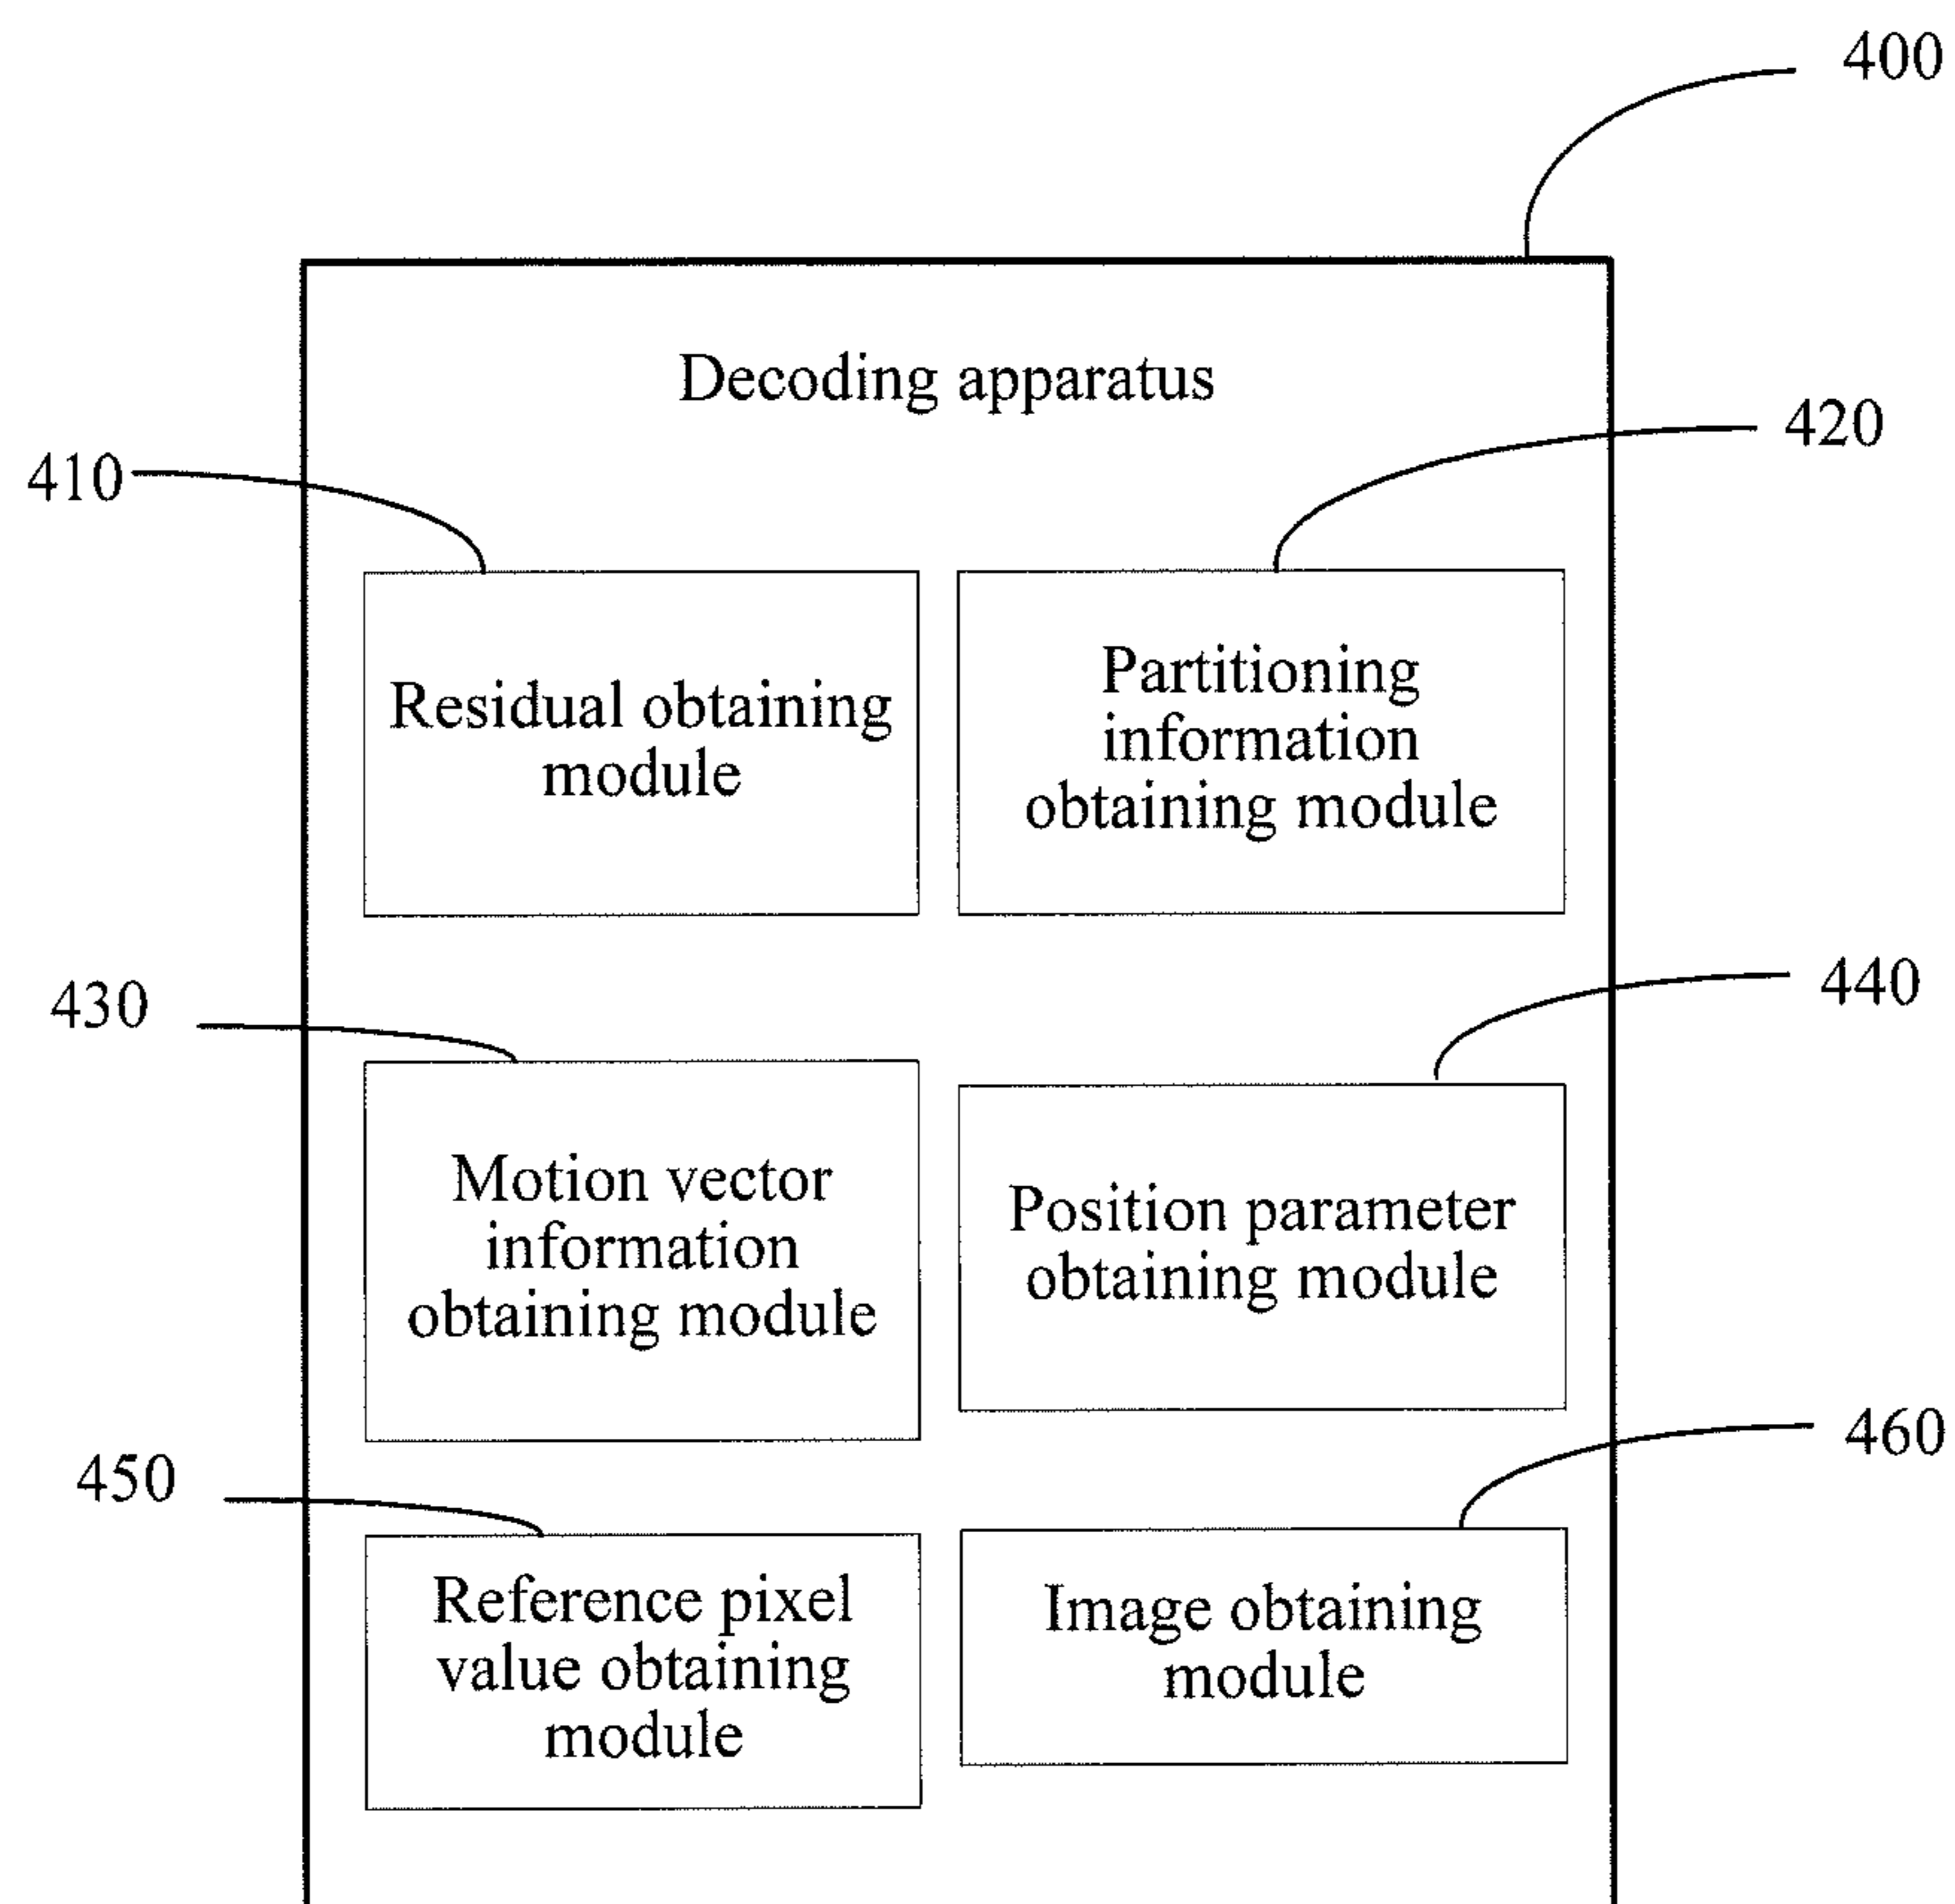 400
Decoding apparatus
410
420
Residual obtaining
module
Partitioning
information
obtaining module
430
440
Motion vector
information
obtaining module
Position parameter
obtaining module
450
460
Reference pixel
value obtaining
module
Image obtaining
module